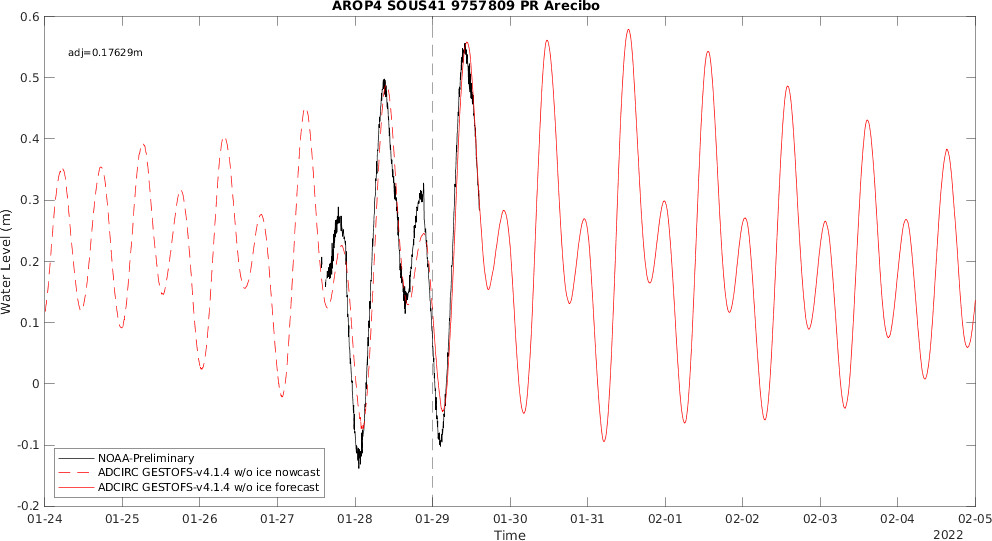 AROP4 SOUS41 9757809 PR Arecibo
adj=0.17629m
0.6
0.5
0.4
0.3
0.2
0.1
0
-0.1
-0.2
Water Level (m)
NOAA-Preliminary
ADCIRC GESTOFS-v4.1.4 w/o ice nowcast
ADCIRC GESTOFS-v4.1.4 w/o ice forecast
01-24 01-25 01-26 01-27 01-28 01-29 01-30 01-31 02-01 02-02 02-03 02-04 02-05
Time
2022